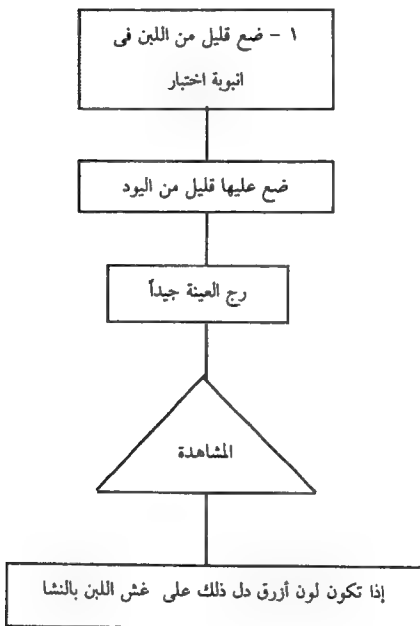 ١ - ضع قليل من اللبن فى
انبوبة اختبار
ضع عليها قليل من اليود
رج العينة جيداً
المشاهدة
إذا تكون لون أزرق دل ذلك على غش اللبن بالنشا